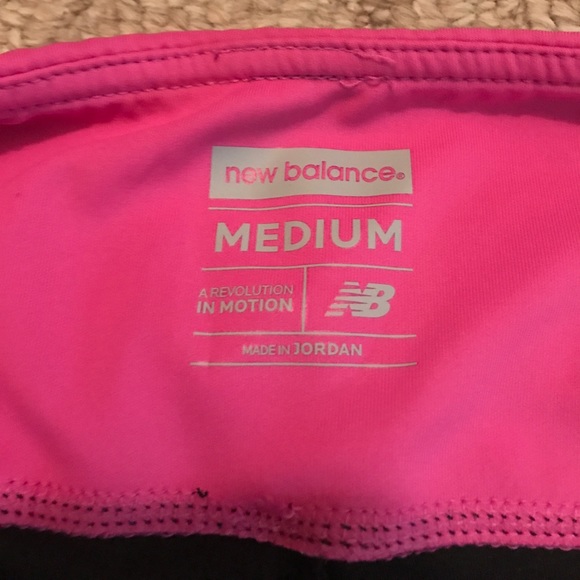 new balance®
MEDIUM
A REVOLUTION
IN MOTION
NB
MADE IN JORDAN